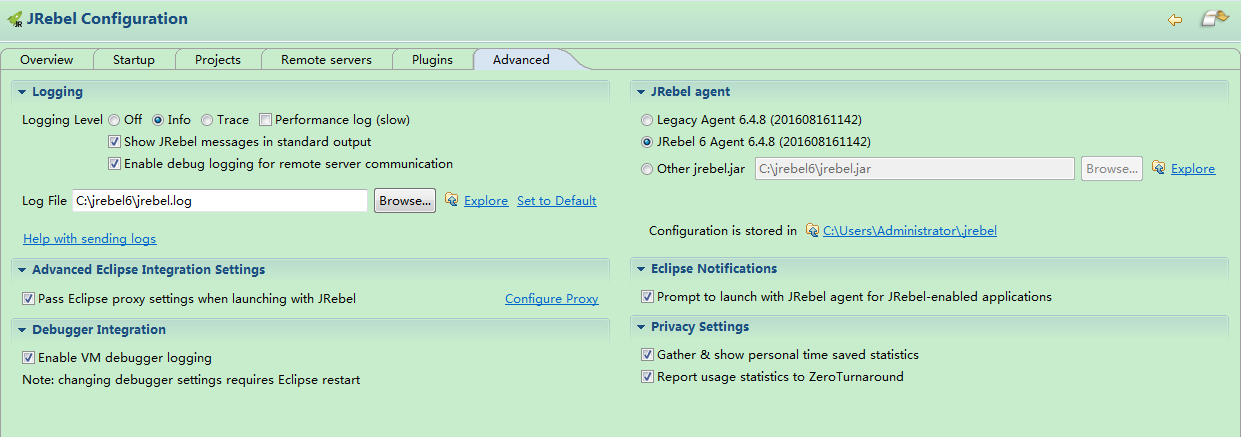 JRebel Configuration
Overview Startup Projects Remote servers Plugins Advanced
Logging
Logging Level Off Info Trace Performance log (slow)
Show JRebel messages in standard output
Enable debug logging for remote server communication
Log File C:\jrebel6\jrebel.log Browse... Explore Set to Default
Help with sending logs
Advanced Eclipse Integration Settings
Pass Eclipse proxy settings when launching with JRebel Configure Proxy
Debugger Integration
Enable VM debugger logging
Note: changing debugger settings requires Eclipse restart
JRebel agent
Legacy Agent 6.4.8 (201608161142)
JRebel 6 Agent 6.4.8 (201608161142)
Other jrebel.jar C:\jrebel6\jrebel.jar Browse... Explore
Configuration is stored in C:\Users\Administrator\.jrebel
Eclipse Notifications
Prompt to launch with JRebel agent for JRebel-enabled applications
Privacy Settings
Gather & show personal time saved statistics
Report usage statistics to ZeroTurnaround